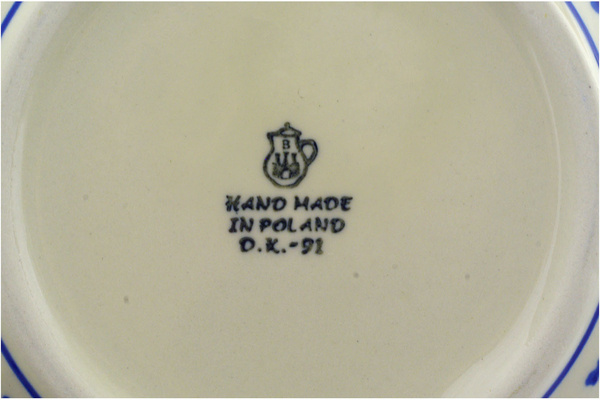 B
HAND MADE
IN POLAND
D.K.-91